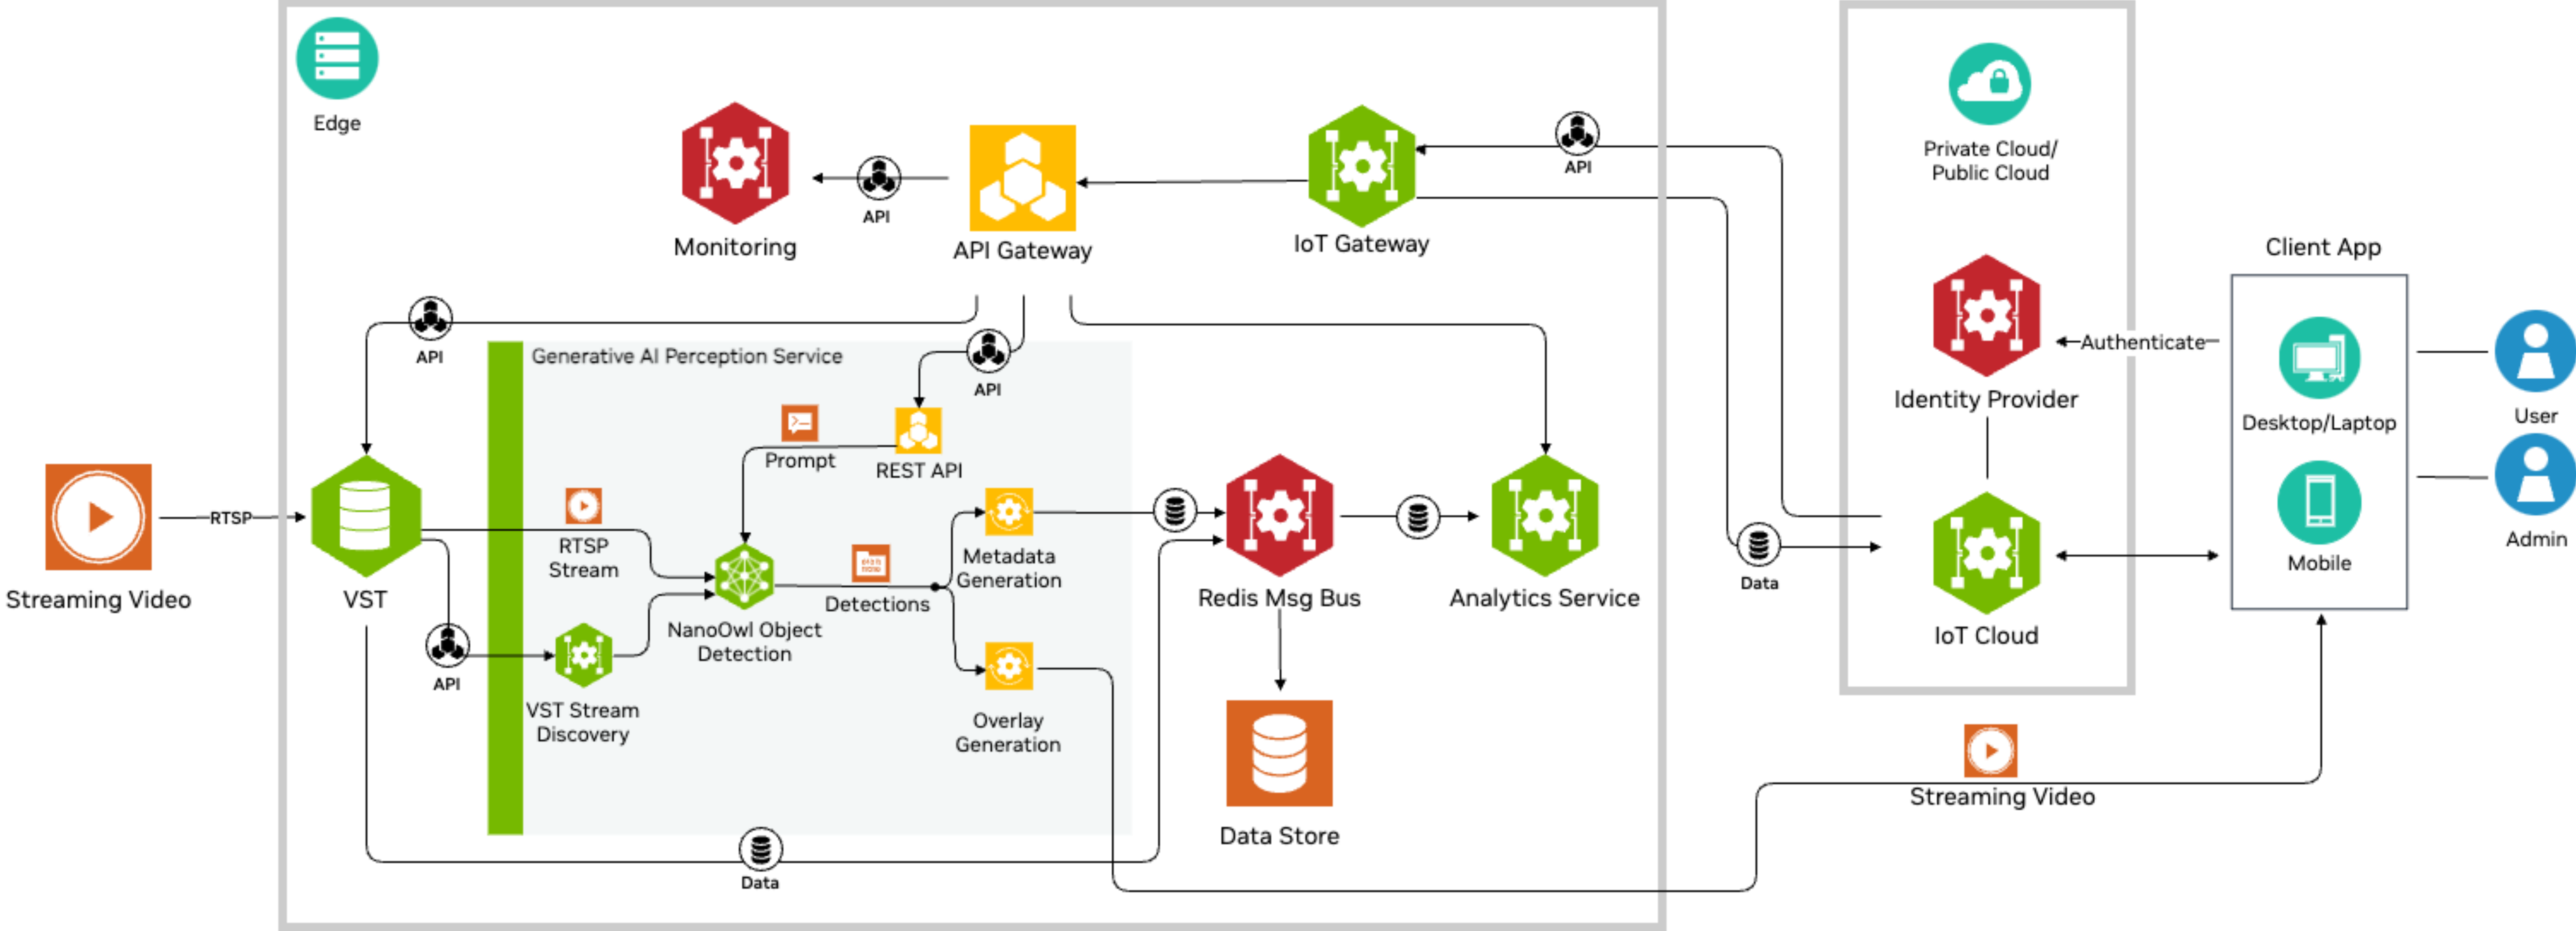 Edge
Monitoring
API
API Gateway
IoT Gateway
API
Private Cloud/
Public Cloud
Client App
API
Generative AI Perception Service
API
Authenticate
Identity Provider
Desktop/Laptop
User
Mobile
Admin
Prompt
REST API
Streaming Video
RTSP
VST
RTSP
Stream
API
VST Stream
Discovery
NanoOwl Object
Detection
Detections
Metadata
Generation
Overlay
Generation
Redis Msg Bus
Analytics Service
Data
IoT Cloud
Data Store
Data
Streaming Video